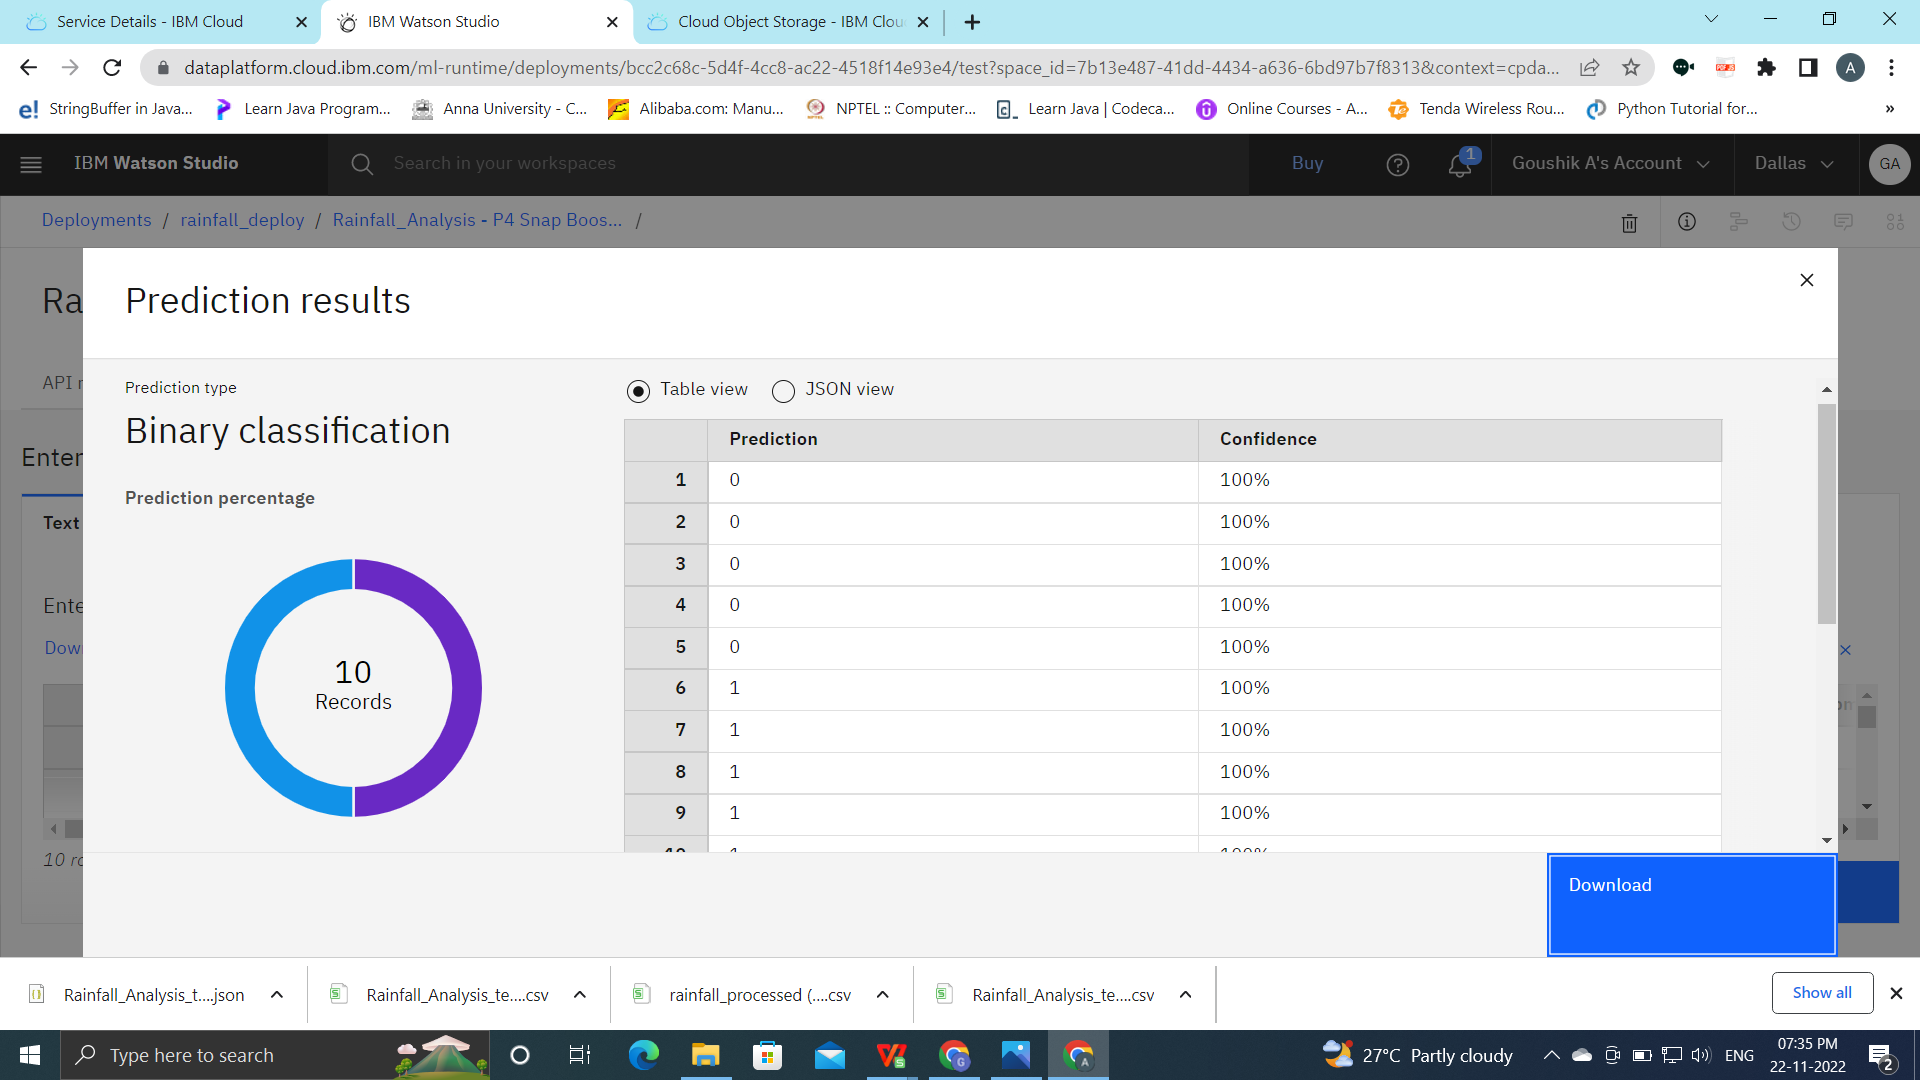 Service Details - IBM Cloud
IBM Watson Studio
Cloud Object Storage - IBM Clou
dataplatform.cloud.ibm.com/ml-runtime/deployments/bcc2c68c-5d4f-4cc8-ac22-4518f14e93e4/test?space_id=7b13e487-41dd-4434-a636-6bd97b7f8313&context=cpda...
A
StringBuffer in Java...
Learn Java Program...
Anna University - C...
Alibaba.com: Manu...
NPTEL :: Computer...
Learn Java | Codeca...
Online Courses - A...
Tenda Wireless Rou...
Python Tutorial for...
»
IBM Watson Studio
Search in your workspaces
Buy
1
Goushik A's Account
Dallas
GA
Deployments / rainfall_deploy / Rainfall_Analysis - P4 Snap Boos... /
Ra
Prediction results
API r
Prediction type
Table view
JSON view
Binary classification
Prediction Confidence
Enter
1 0 100%
Prediction percentage
Text
2 0 100%
3 0 100%
Ente
4 0 100%
Dow
5 0 100%
10
Records
6 1 100%
7 1 100%
8 1 100%
9 1 100%
10 1 100%
10 ro
Download
Rainfall_Analysis_t....json
Rainfall_Analysis_te....csv
rainfall_processed (....csv
Rainfall_Analysis_te....csv
Show all
Type here to search
27°C Partly cloudy
ENG
07:35 PM
22-11-2022
2